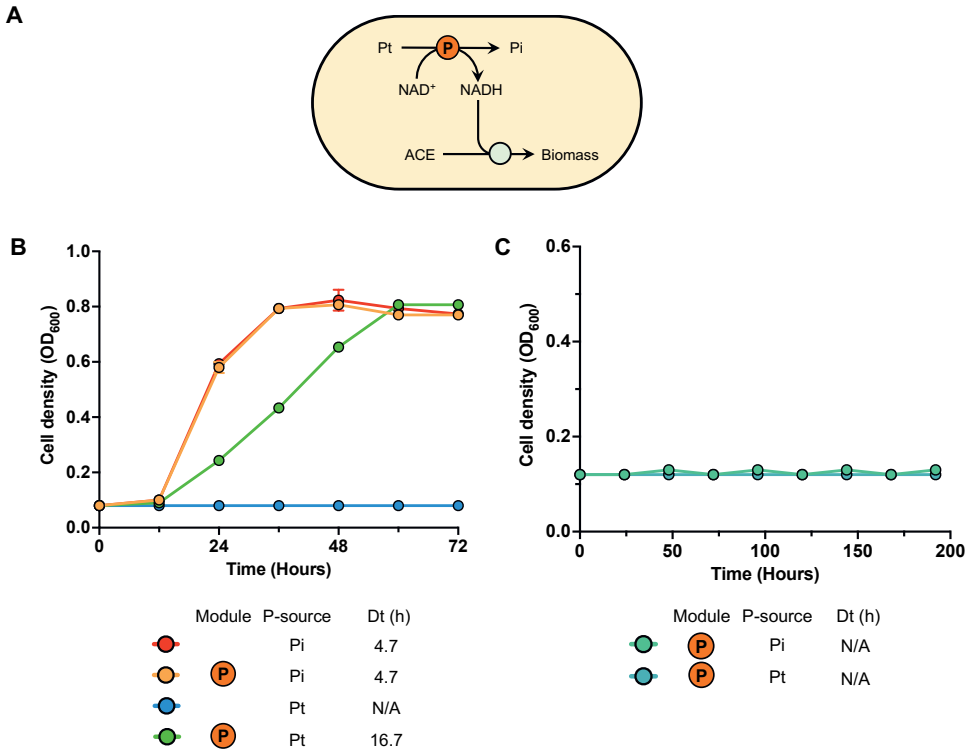 A
Pt P Pi
NAD+ NADH
ACE Biomass
B
Cell density (OD600)
1.0
0.8
0.6
0.4
0.2
0.0
0 24 48 72
Time (Hours)
Module P-source Dt (h)
Pi 4.7
P Pi 4.7
Pt N/A
P Pt 16.7
C
Cell density (OD600)
0.6
0.4
0.2
0.0
0 50 100 150 200
Time (Hours)
Module P-source Dt (h)
P Pi N/A
P Pt N/A